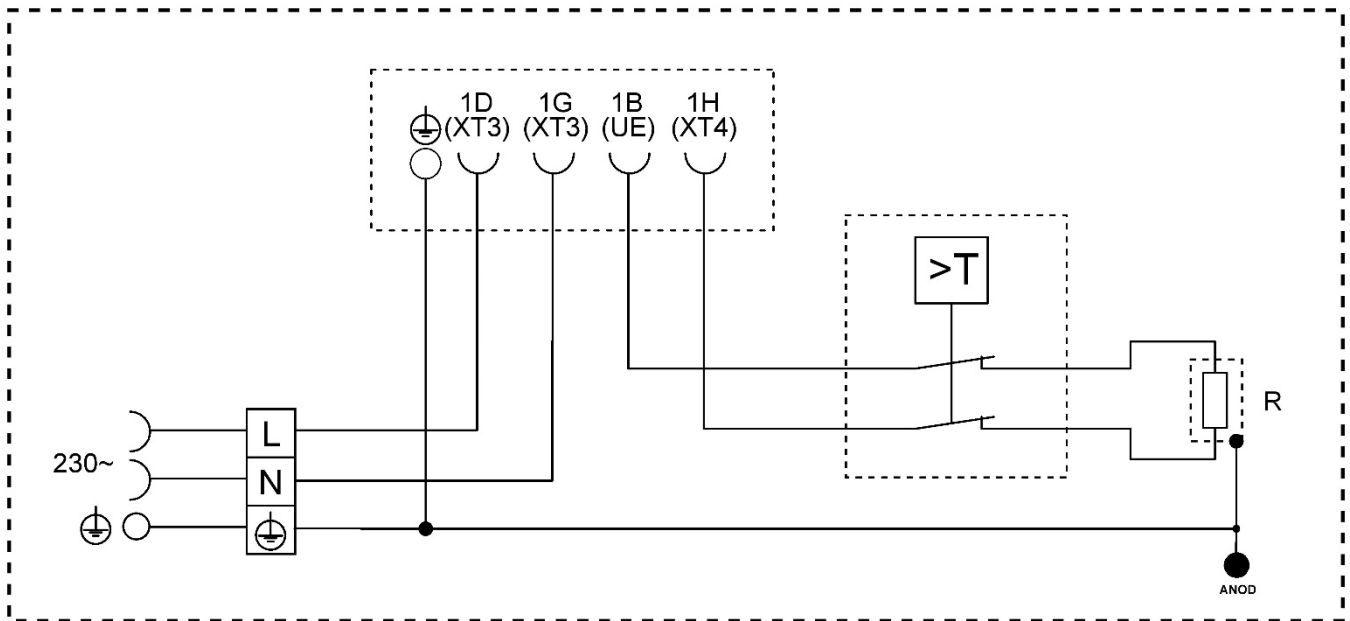 1D 1G 1B 1H
(XT3) (XT3) (UE) (XT4)
>T
R
L
230~
N
ANOD